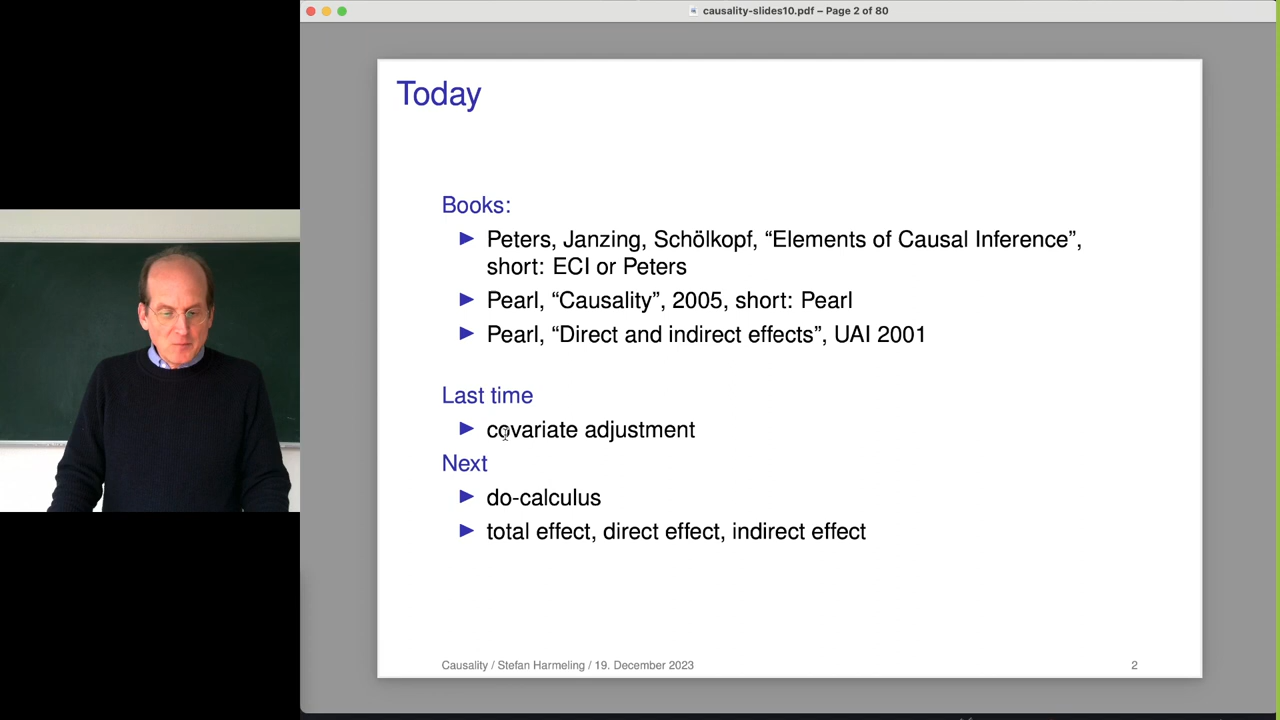 causality-slides10.pdf – Page 2 of 80
Today
Books:
Peters, Janzing, Schölkopf, “Elements of Causal Inference”,
short: ECI or Peters
Pearl, “Causality”, 2005, short: Pearl
Pearl, “Direct and indirect effects”, UAI 2001
Last time
covariate adjustment
Next
do-calculus
total effect, direct effect, indirect effect
Causality / Stefan Harmeling / 19. December 2023
2